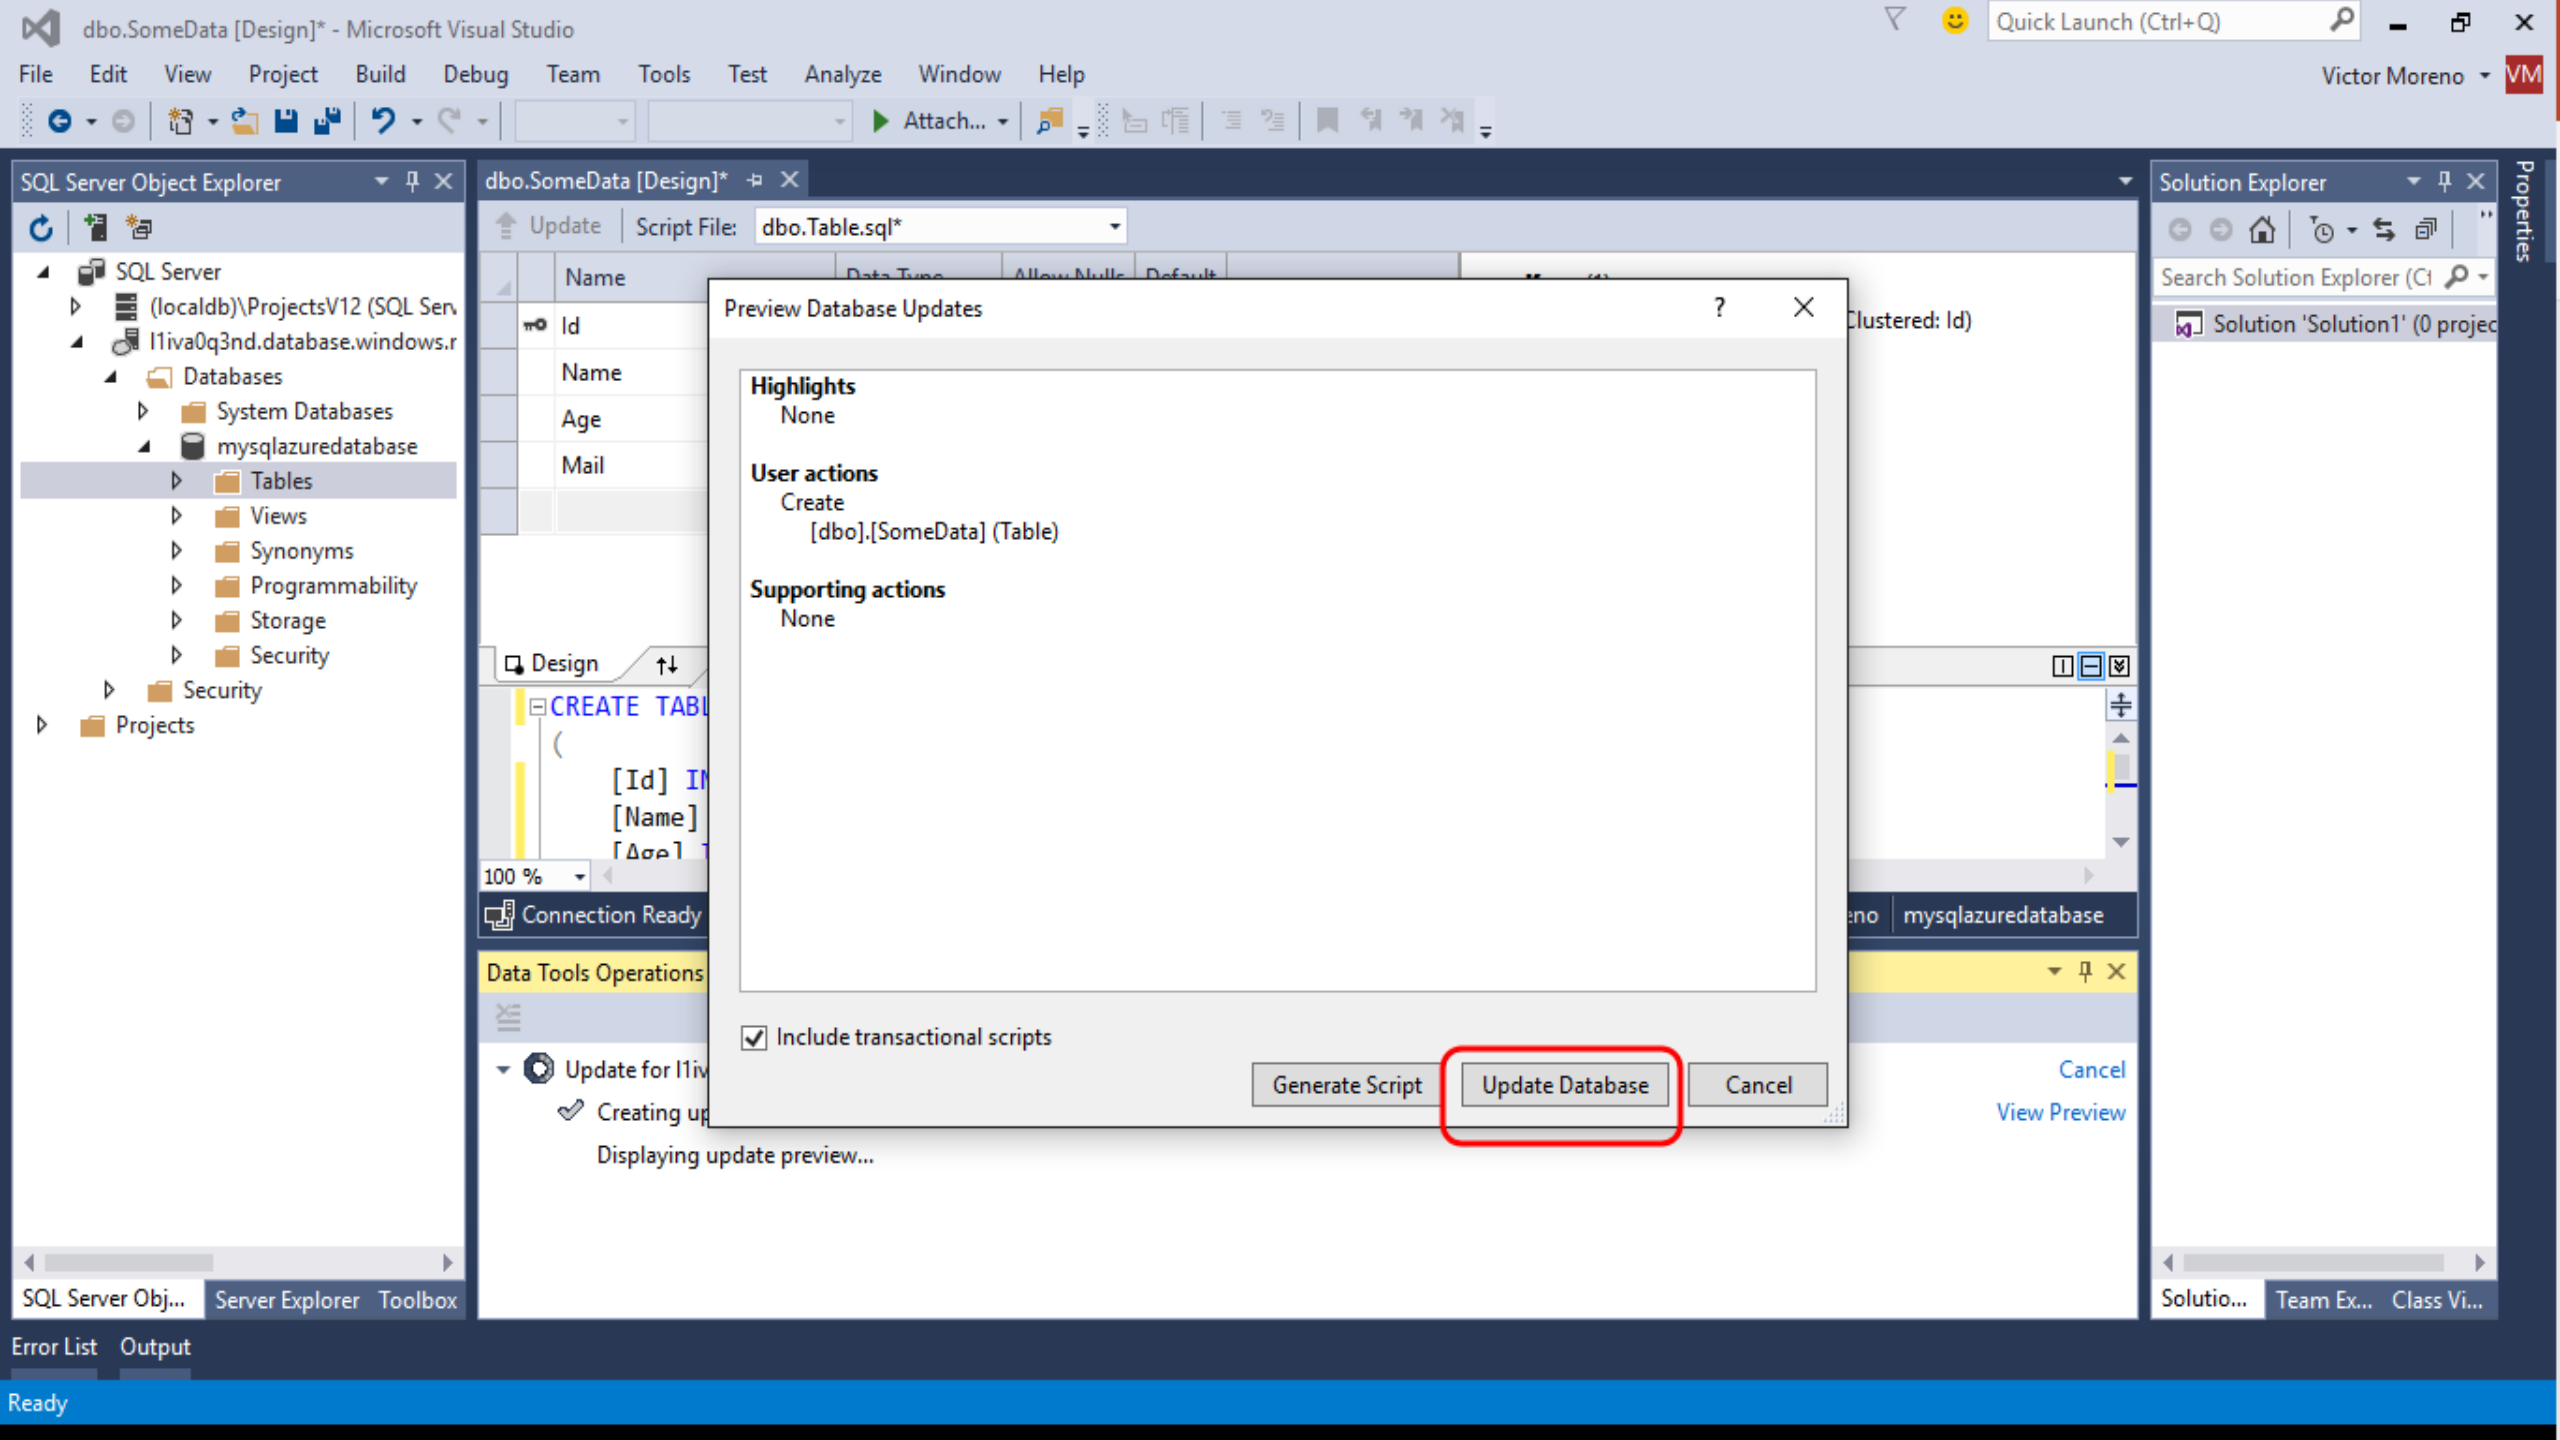 dbo.SomeData [Design]* - Microsoft Visual Studio
Quick Launch (Ctrl+Q)
File Edit View Project Build Debug Team Tools Test Analyze Window Help
Victor Moreno VM
Attach...
SQL Server Object Explorer
SQL Server
(localdb)\ProjectsV12 (SQL Serv
l1iva0q3nd.database.windows.r
Databases
System Databases
mysqlazuredatabase
Tables
Views
Synonyms
Programmability
Storage
Security
Security
Projects
SQL Server Obj... Server Explorer Toolbox
dbo.SomeData [Design]*
Update Script File: dbo.Table.sql*
Name Data Type Allow Nulls Default
Id
Name
Age
Mail
Clustered: Id)
Design
CREATE TABL
(
[Id] IN
[Name]
[Age]
100 %
Connection Ready
eno mysqlazuredatabase
Preview Database Updates ?
Highlights
None
User actions
Create
[dbo].[SomeData] (Table)
Supporting actions
None
Include transactional scripts
Generate Script Update Database Cancel
Data Tools Operations
Update for l1iv
Cancel
Creating up
View Preview
Displaying update preview...
Solution Explorer
Search Solution Explorer (Ct
Solution 'Solution1' (0 projec
Solutio... Team Ex... Class Vi...
Properties
Error List Output
Ready